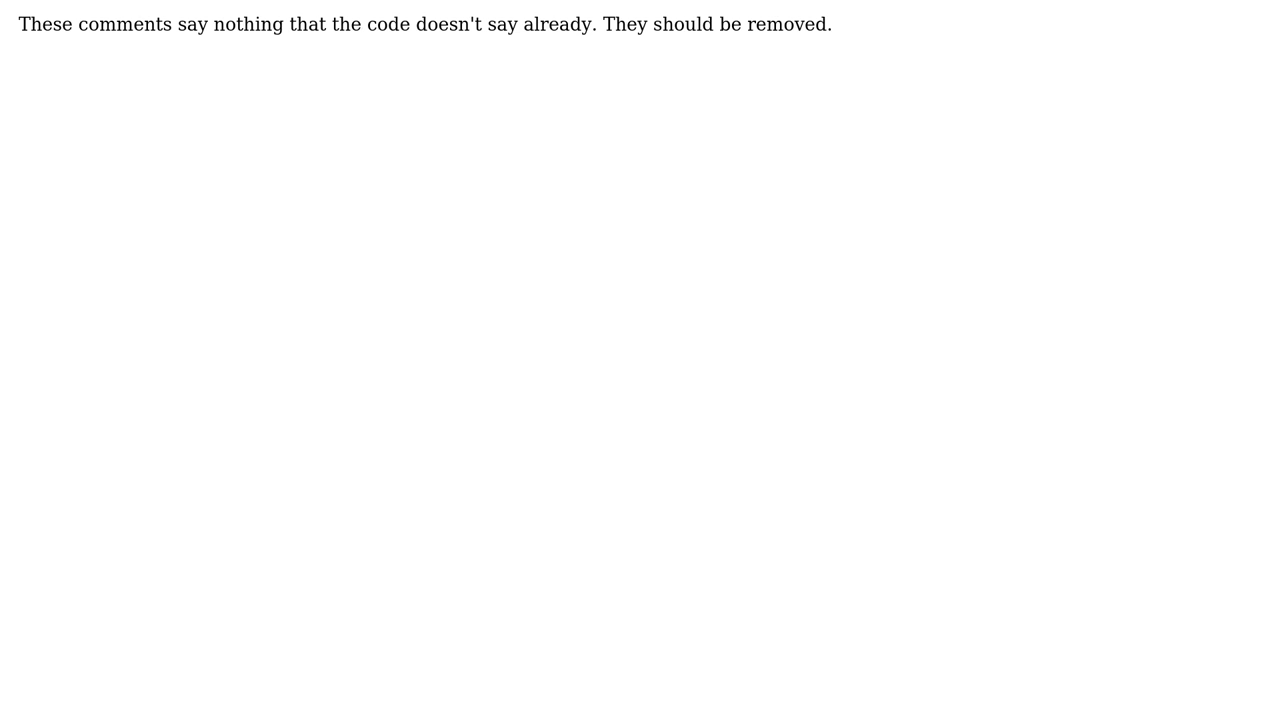 These comments say nothing that the code doesn't say already. They should be removed.